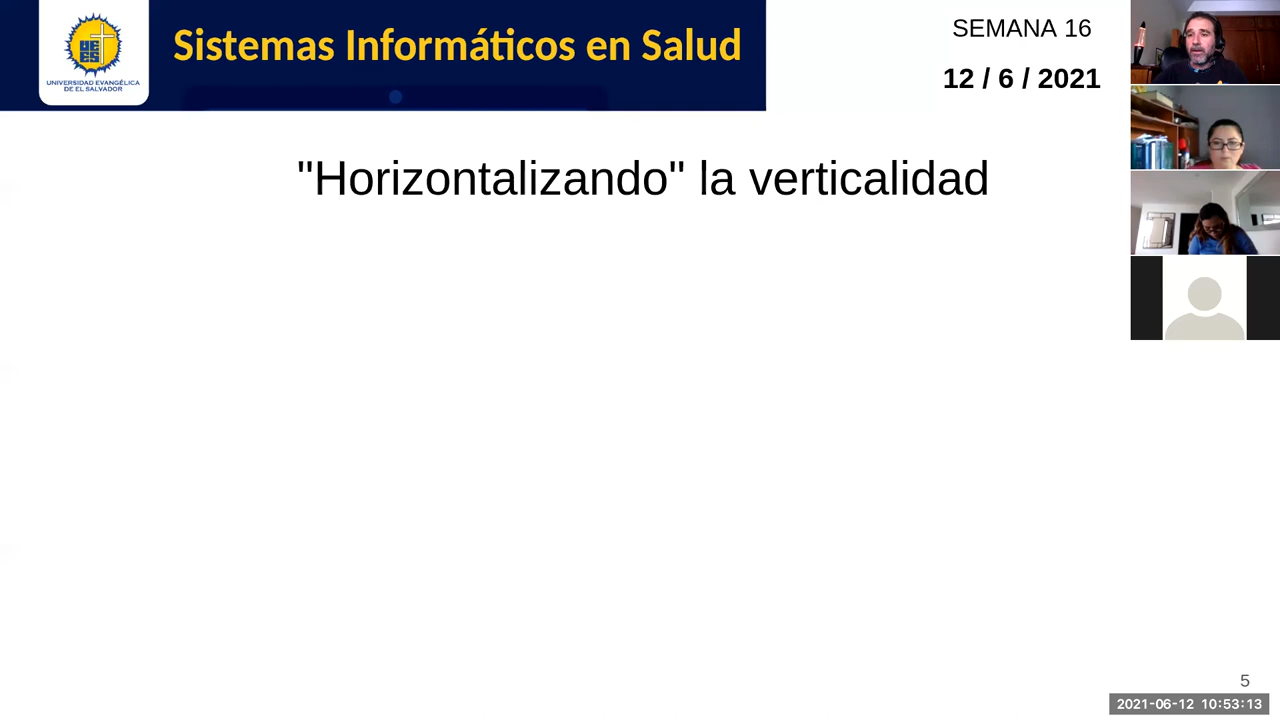 Sistemas Informáticos en Salud
UEES
UNIVERSIDAD EVANGÉLICA
DE EL SALVADOR
SEMANA 16
12 / 6 / 2021
"Horizontalizando" la verticalidad
5
2021-06-12 10:53:13